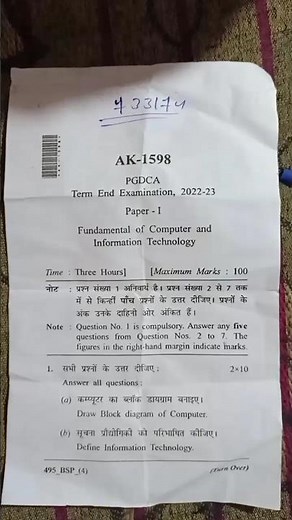 AK-1598
PGDCA
Term End Examination, 2022-23
Paper - I
Fundamental of Computer and
Information Technology
Time : Three Hours] [Maximum Marks : 100
नोट : प्रश्न संख्या 1 अनिवार्य है। प्रश्न संख्या 2 से 7 तक
में से किन्हीं पाँच प्रश्नों के उत्तर दीजिए। प्रश्नों के
अंक उनके दाहिनी ओर अंकित हैं।
Note : Question No. 1 is compulsory. Answer any five
questions from Question Nos. 2 to 7. The
figures in the right-hand margin indicate marks.
1. सभी प्रश्नों के उत्तर दीजिए : 2×10
Answer all questions :
(a) कम्प्यूटर का ब्लॉक डायग्राम बनाइए।
Draw Block diagram of Computer.
(b) सूचना प्रौद्योगिकी को परिभाषित कीजिए।
Define Information Technology.
495_BSP_(4) (Turn Over)